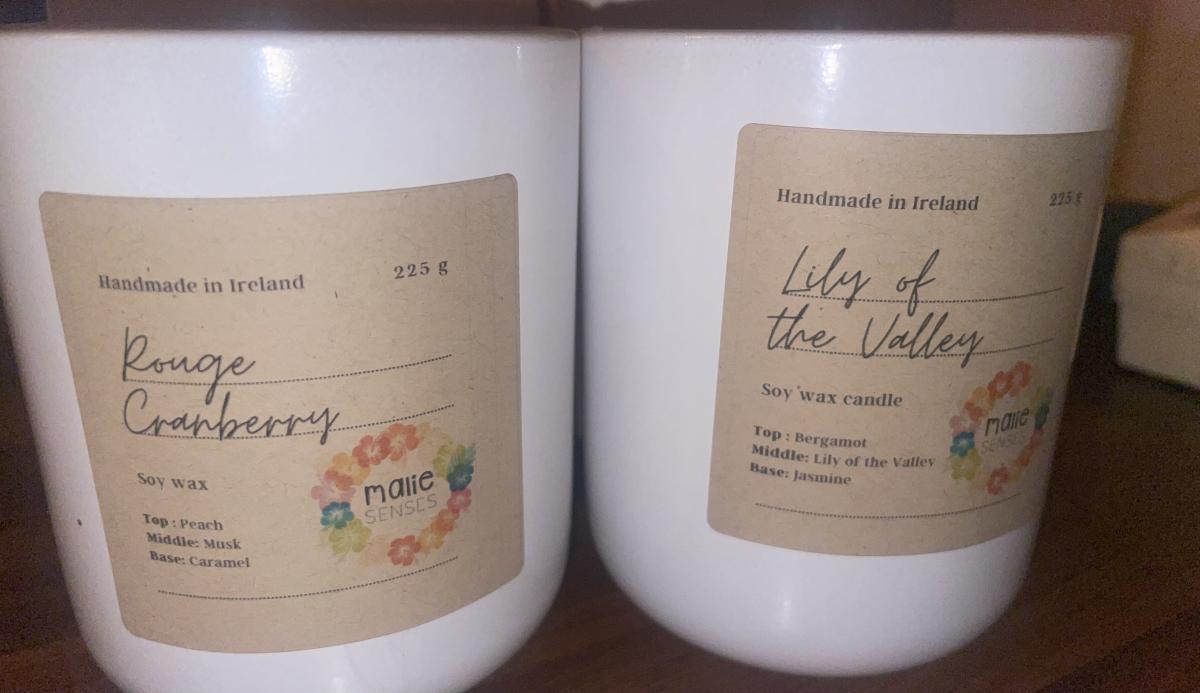 Handmade in Ireland 225 g
Rouge
Cranberry
Soy wax
Top : Peach
Middle: Musk
Base: Caramel
malie
SENSES
Handmade in Ireland 225 g
Lily of
the Valley
Soy wax candle
Top : Bergamot
Middle: Lily of the Valley
Base: Jasmine
malie
SENSES